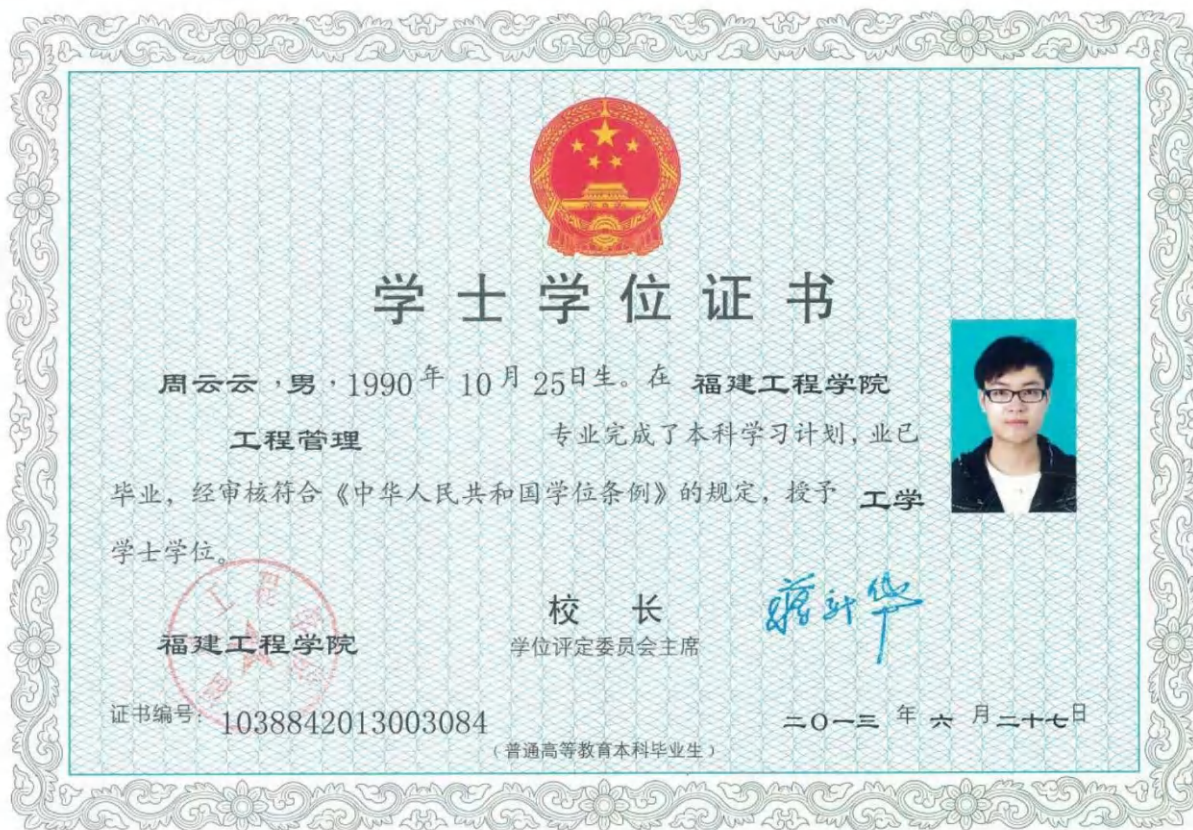 学士学位证书
周云云，男，1990年 10月 25日生。在 福建工程学院
工程管理 专业完成了本科学习计划，业已
毕业，经审核符合《中华人民共和国学位条例》的规定，授予 工学
学士学位。
福建工程学院
校 长
学位评定委员会主席
蒋新华
证书编号：1038842013003084
二〇一三 年 六 月二十七日
（普通高等教育本科毕业生）